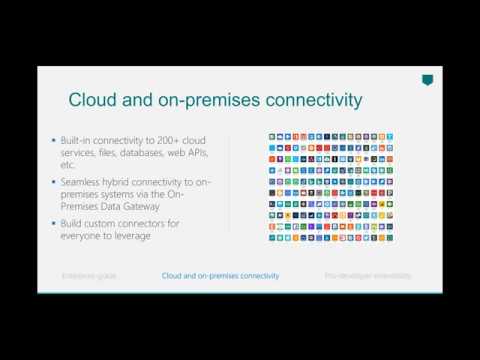 Cloud and on-premises connectivity
Built-in connectivity to 200+ cloud
services, files, databases, web APIs,
etc.
Seamless hybrid connectivity to on-
premises systems via the On-
Premises Data Gateway
Build custom connectors for
everyone to leverage
Enterprise-grade
Cloud and on-premises connectivity
Pro-developer extensibility